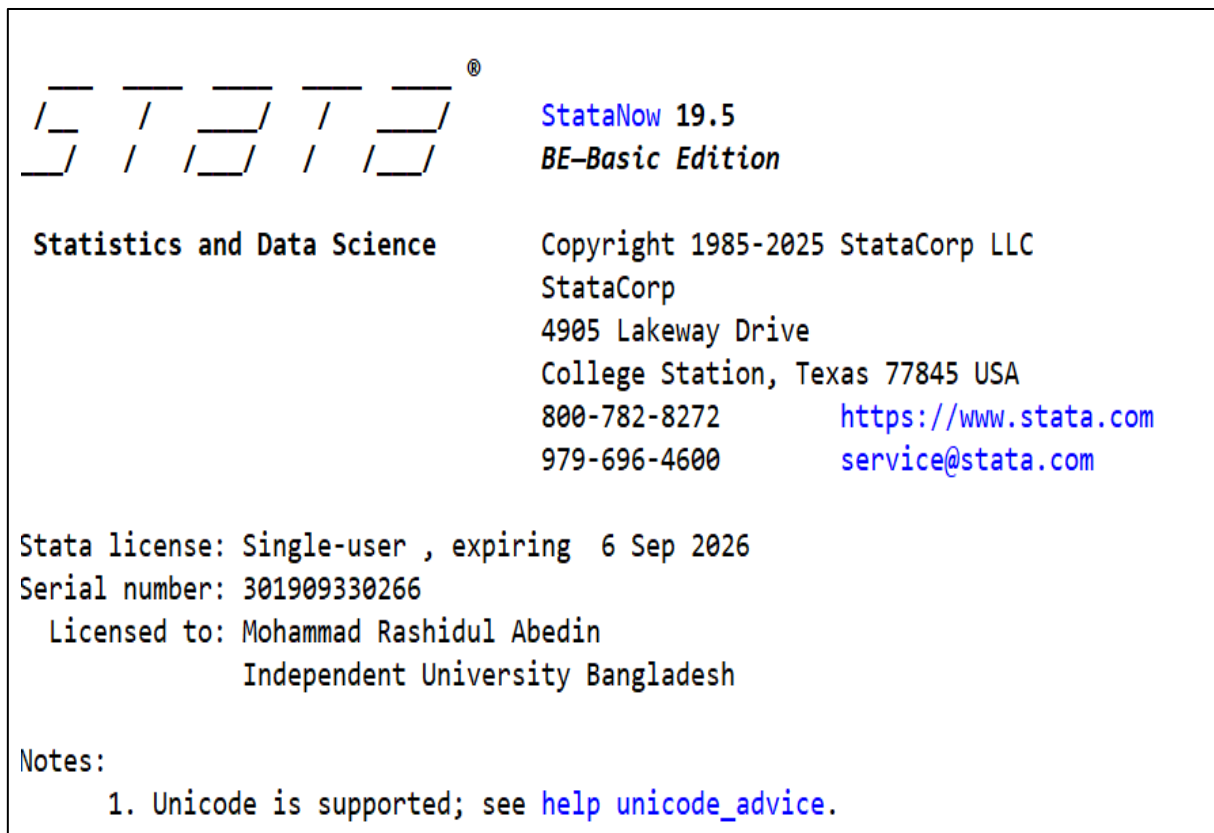 ®
Stata
StataNow 19.5
BE—Basic Edition
Statistics and Data Science
Copyright 1985-2025 StataCorp LLC
StataCorp
4905 Lakeway Drive
College Station, Texas 77845 USA
800-782-8272 https://www.stata.com
979-696-4600 service@stata.com
Stata license: Single-user , expiring 6 Sep 2026
Serial number: 301909330266
Licensed to: Mohammad Rashidul Abedin
Independent University Bangladesh
Notes:
1. Unicode is supported; see help unicode_advice.